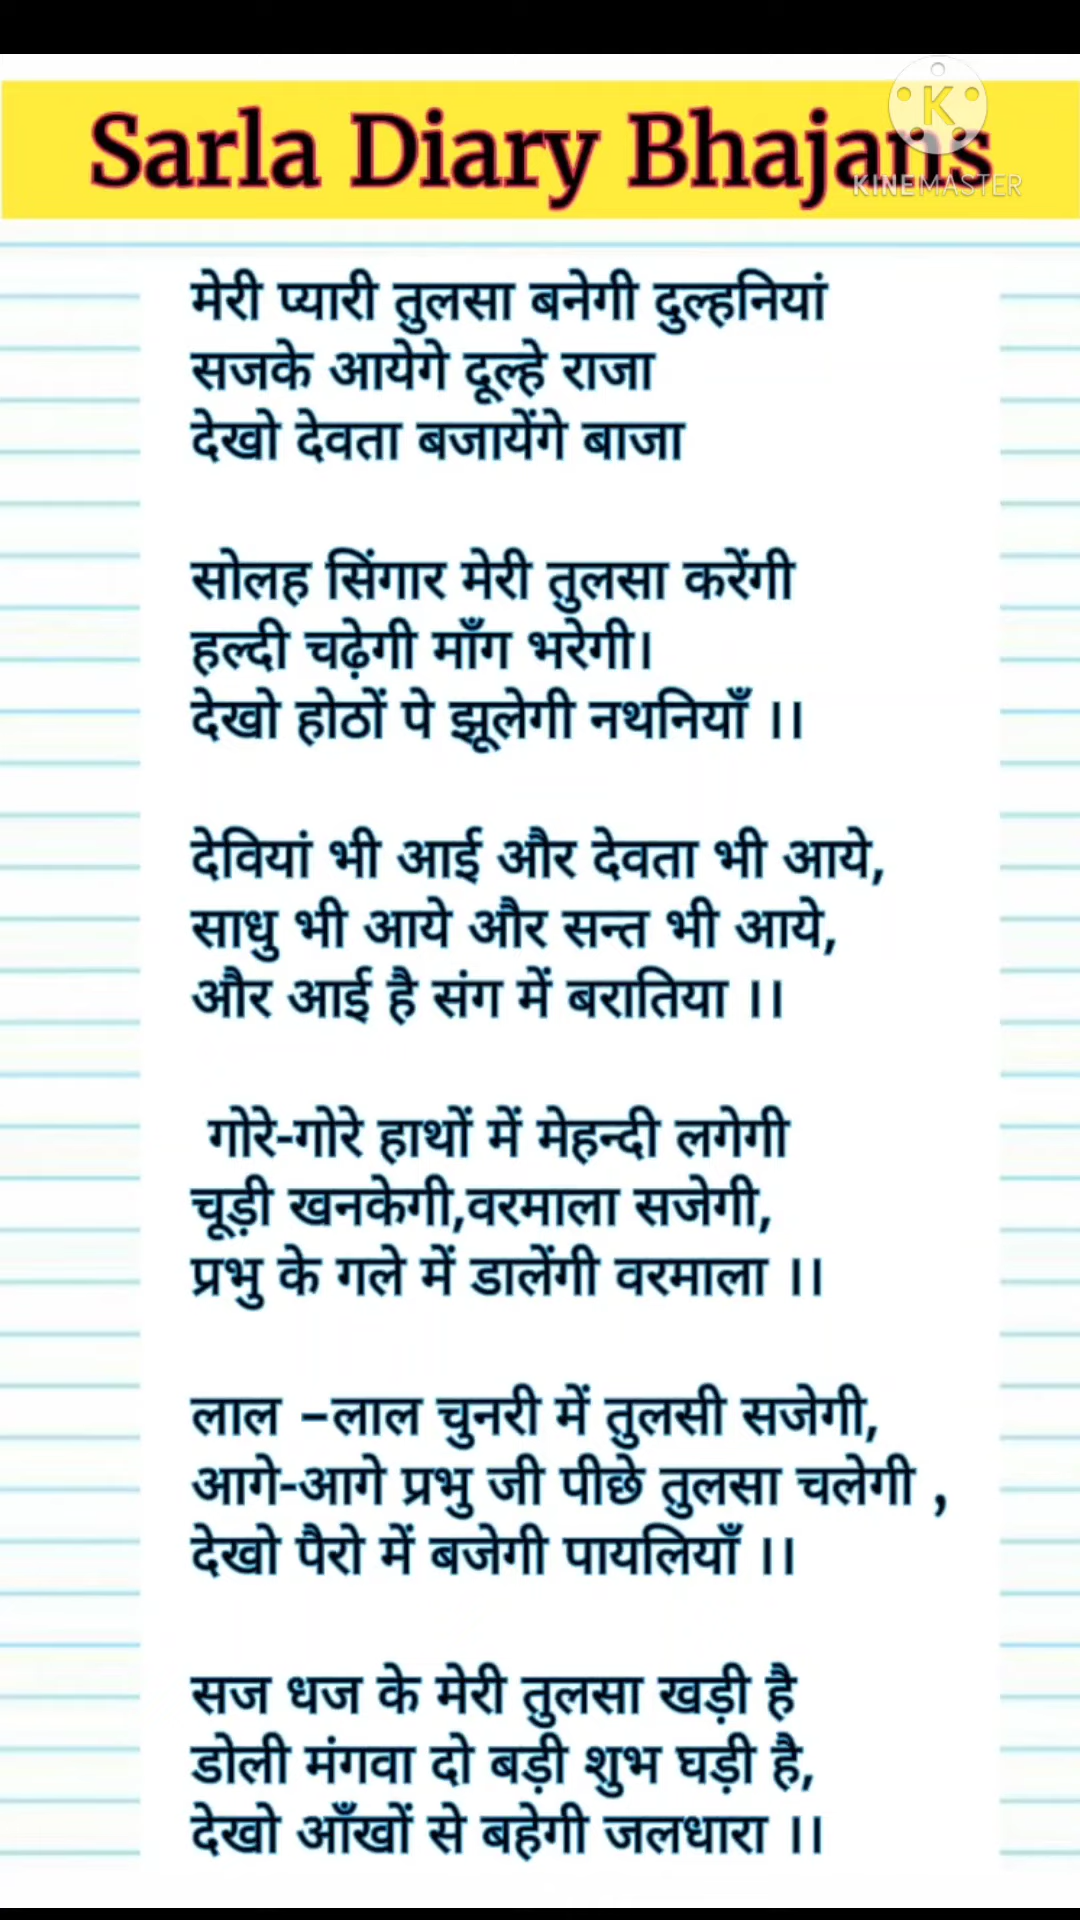 Sarla Diary Bhajans
KINEMASTER
मेरी प्यारी तुलसा बनेगी दुल्हनियां
सजके आयेगे दूल्हे राजा
देखो देवता बजायेंगे बाजा
सोलह सिंगार मेरी तुलसा करेंगी
हल्दी चढ़ेगी माँग भरेगी।
देखो होठों पे झूलेगी नथनियाँ ।।
देवियां भी आई और देवता भी आये,
साधु भी आये और सन्त भी आये,
और आई है संग में बरातिया ।।
गोरे-गोरे हाथों में मेहन्दी लगेगी
चूड़ी खनकेगी,वरमाला सजेगी,
प्रभु के गले में डालेंगी वरमाला ।।
लाल –लाल चुनरी में तुलसी सजेगी,
आगे-आगे प्रभु जी पीछे तुलसा चलेगी ,
देखो पैरो में बजेगी पायलियाँ ।।
सज धज के मेरी तुलसा खड़ी है
डोली मंगवा दो बड़ी शुभ घड़ी है,
देखो आँखों से बहेगी जलधारा ।।